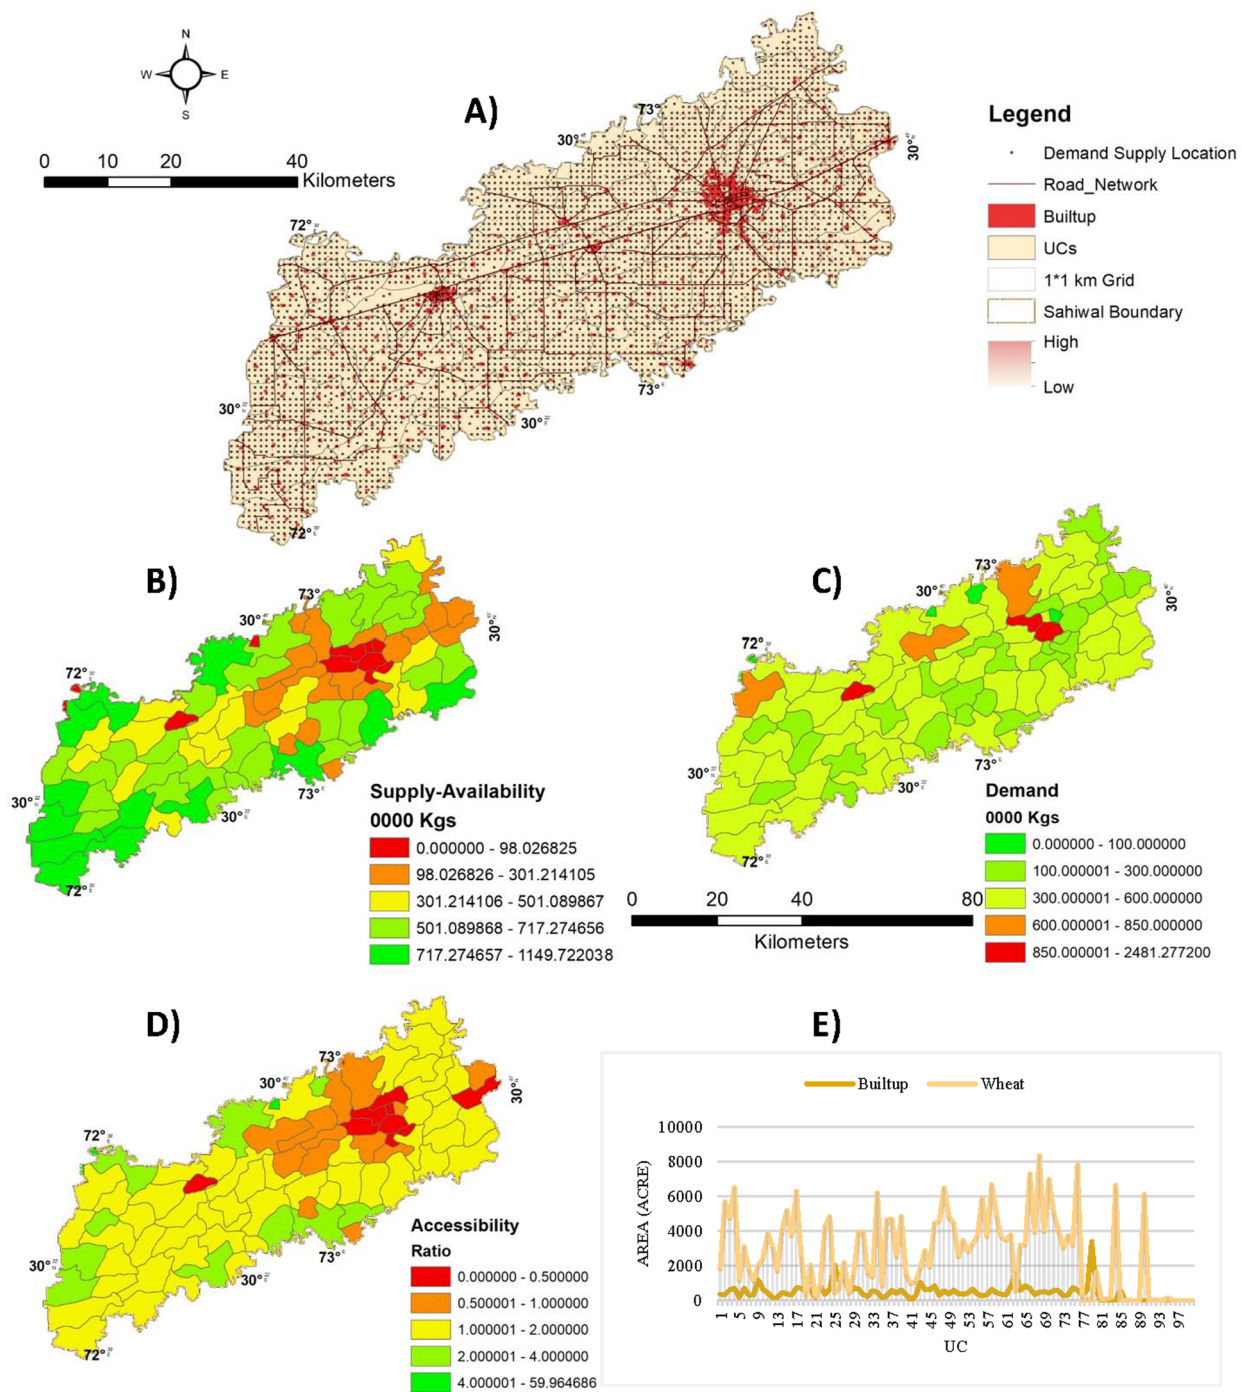 N
W E
S
A)
0 10 20 40
Kilometers
73°
30°
30°
72°
30°
30°
73°
72°
Legend
Demand Supply Location
Road_Network
Builtup
UCs
1*1 km Grid
Sahiwal Boundary
High
Low
B)
73°
30°
30°
72°
30°
30°
73°
72°
Supply-Availability
0000 Kgs
0.000000 - 98.026825
98.026826 - 301.214105
301.214106 - 501.089867
501.089868 - 717.274656
717.274657 - 1149.722038
C)
73°
30°
30°
72°
30°
30°
73°
72°
Demand
0000 Kgs
0.000000 - 100.000000
100.000001 - 300.000000
300.000001 - 600.000000
600.000001 - 850.000000
850.000001 - 2481.277200
0 20 40 80
Kilometers
D)
73°
30°
30°
72°
30°
30°
73°
72°
Accessibility
Ratio
0.000000 - 0.500000
0.500001 - 1.000000
1.000001 - 2.000000
2.000001 - 4.000000
4.000001 - 59.964686
E)
Builtup Wheat
10000
8000
6000
4000
2000
0
AREA (ACRE)
1 5 9 13 17 21 25 29 33 37 41 45 49 53 57 61 65 69 73 77 81 85 89 93 97
UC